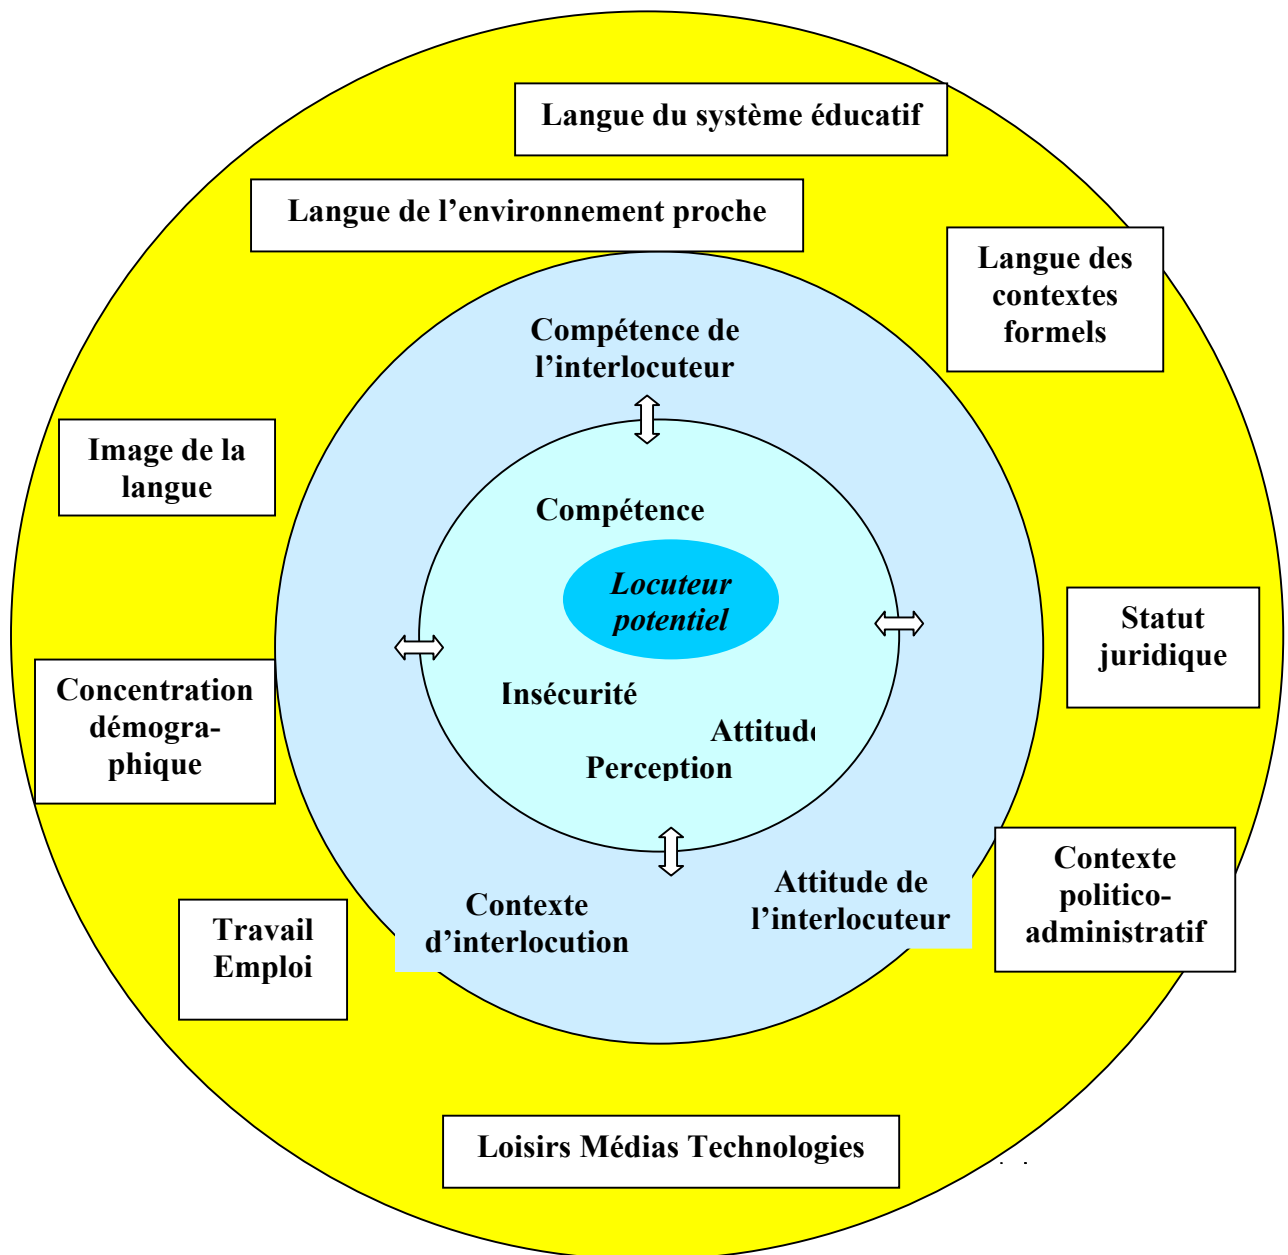 Langue du système éducatif
Langue de l’environnement proche
Langue des
contextes
formels
Compétence de
l’interlocuteur
Image de la
langue
Compétence
Locuteur
potentiel
Statut
juridique
Concentration
démogra-
phique
Insécurité
Attitude
Perception
Contexte
politico-
administratif
Attitude de
l’interlocuteur
Contexte
d’interlocution
Travail
Emploi
Loisirs Médias Technologies